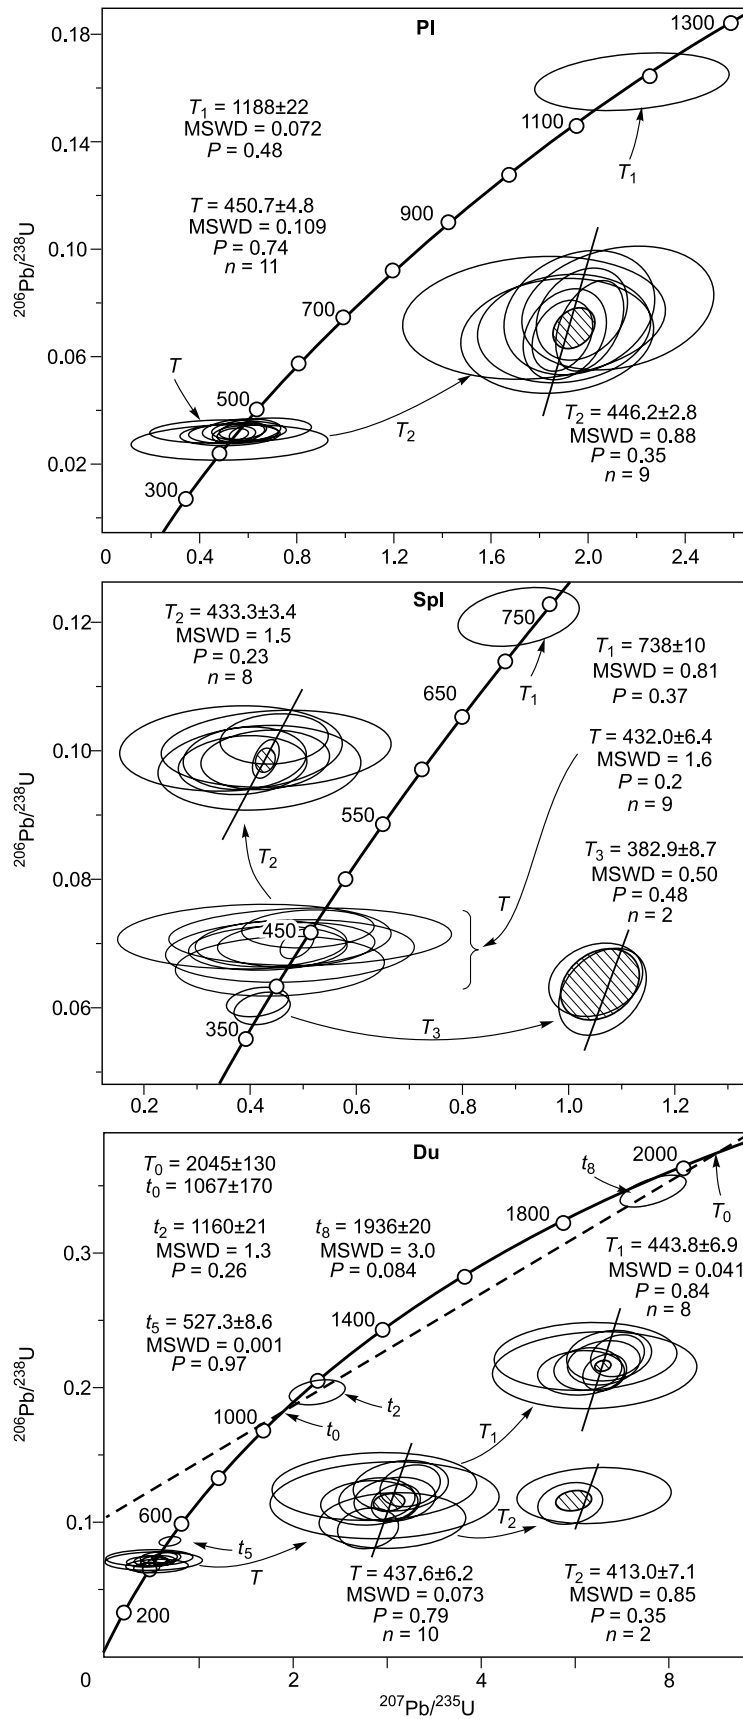 Pl
0.18
0.14
0.10
0.06
0.02
206Pb/238U
1300
1100
900
700
500
300
T1 = 1188±22
MSWD = 0.072
P = 0.48
T = 450.7±4.8
MSWD = 0.109
P = 0.74
n = 11
T1
T
T2
T2 = 446.2±2.8
MSWD = 0.88
P = 0.35
n = 9
0
0.4
0.8
1.2
1.6
2.0
2.4
Spl
0.12
0.10
0.08
0.06
206Pb/238U
T2 = 433.3±3.4
MSWD = 1.5
P = 0.23
n = 8
750
650
550
450
350
T1
T1 = 738±10
MSWD = 0.81
P = 0.37
T = 432.0±6.4
MSWD = 1.6
P = 0.2
n = 9
T3 = 382.9±8.7
MSWD = 0.50
P = 0.48
n = 2
T2
T
T3
0.2
0.4
0.6
0.8
1.0
1.2
Du
0.3
0.2
0.1
206Pb/238U
T0 = 2045±130
t0 = 1067±170
t2 = 1160±21
MSWD = 1.3
P = 0.26
t8 = 1936±20
MSWD = 3.0
P = 0.084
t5 = 527.3±8.6
MSWD = 0.001
P = 0.97
2000
1800
1400
1000
600
200
t8
T0
T1 = 443.8±6.9
MSWD = 0.041
P = 0.84
n = 8
t2
t0
T1
T2
t5
T
T = 437.6±6.2
MSWD = 0.073
P = 0.79
n = 10
T2 = 413.0±7.1
MSWD = 0.85
P = 0.35
n = 2
0
2
4
6
8
207Pb/235U